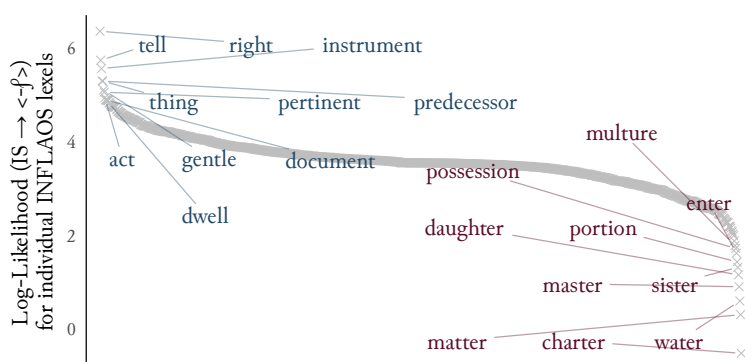 Log-Likelihood (IS → <-ꭍ>)
for individual INFLAOS lexels
6
4
2
0
tell right instrument
thing pertinent predecessor
act gentle document
dwell
multure
possession
enter
daughter portion
master sister
matter charter water